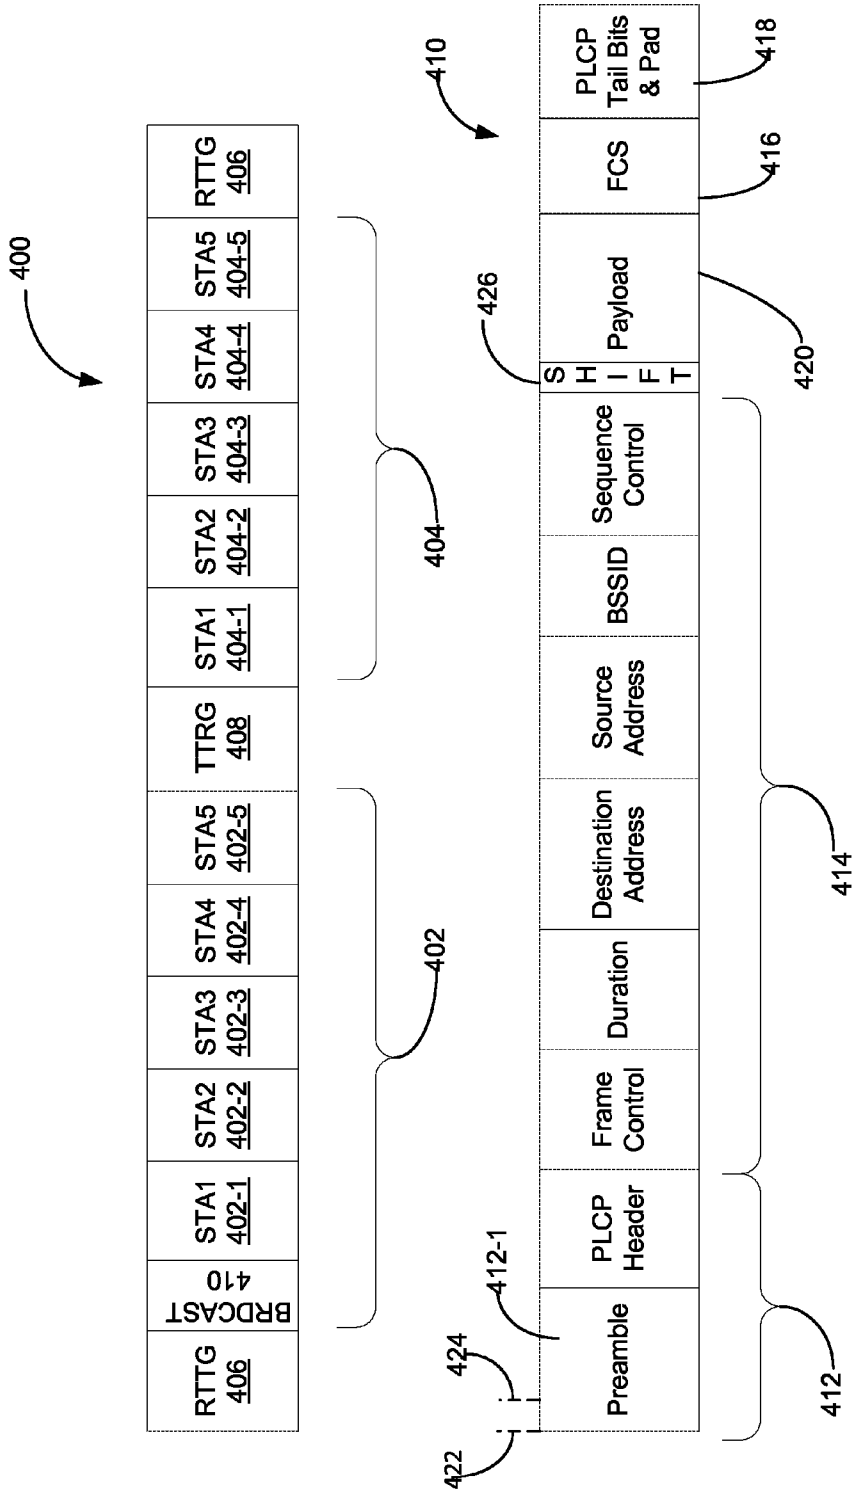 400
RTTG
406
BRDCAST
410
STA1
402-1
STA2
402-2
STA3
402-3
STA4
402-4
STA5
402-5
TTRG
408
STA1
404-1
STA2
404-2
STA3
404-3
STA4
404-4
STA5
404-5
RTTG
406
402
404
410
422
424
412-1
426
Preamble
PLCP
Header
Frame
Control
Duration
Destination
Address
Source
Address
BSSID
Sequence
Control
SHIFT
Payload
FCS
PLCP
Tail Bits
& Pad
412
414
420
416
418